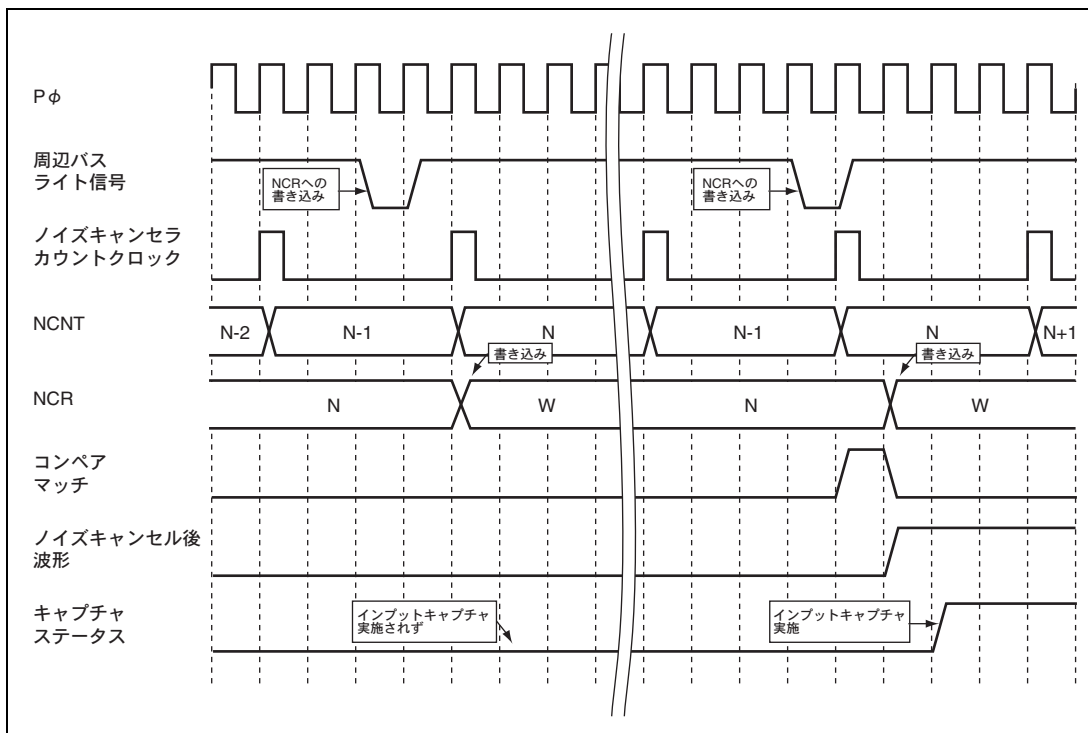 Pφ
周辺バス
ライト信号
NCRへの
書き込み
NCRへの
書き込み
ノイズキャンセラ
カウントクロック
NCNT
N-2
N-1
N
N-1
N
N+1
書き込み
書き込み
NCR
N
W
N
W
コンペア
マッチ
ノイズキャンセル後
波形
キャプチャ
ステータス
インプットキャプチャ
実施されず
インプットキャプチャ
実施